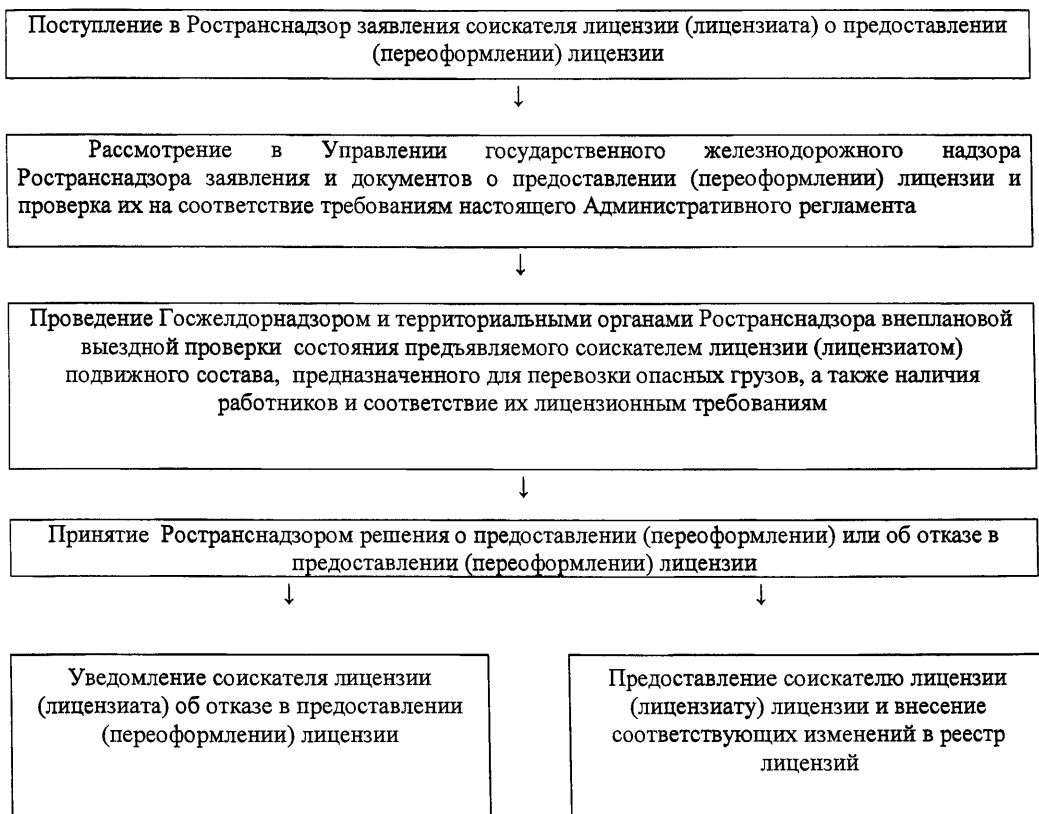 Поступление в Ространснадзор заявления соискателя лицензии (лицензиата) о предоставлении
(переоформлении) лицензии
↓
Рассмотрение в Управлении государственного железнодорожного надзора
Ространснадзора заявления и документов о предоставлении (переоформлении) лицензии и
проверка их на соответствие требованиям настоящего Административного регламента
↓
Проведение Госжелдорнадзором и территориальными органами Ространснадзора внеплановой
выездной проверки состояния предъявляемого соискателем лицензии (лицензиатом)
подвижного состава, предназначенного для перевозки опасных грузов, а также наличия
работников и соответствие их лицензионным требованиям
↓
Принятие Ространснадзором решения о предоставлении (переоформлении) или об отказе в
предоставлении (переоформлении) лицензии
↓ ↓
Уведомление соискателя лицензии
(лицензиата) об отказе в предоставлении
(переоформлении) лицензии
Предоставление соискателю лицензии
(лицензиату) лицензии и внесение
соответствующих изменений в реестр
лицензий